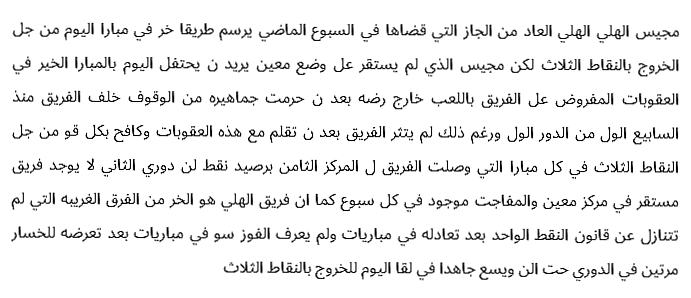 مجيس الهلي الهلي العاد من الجاز التي قضاها في السبوع الماضي يرسم طريقا خر في مبارا اليوم من جل
الخروج بالنقاط الثلاث لكن مجيس الذي لم يستقر عل وضع معين يريد ن يحتفل اليوم بالمبارا الخير في
العقوبات المفروض عل الفريق باللعب خارج رضه بعد ن حرمت جماهيره من الوقوف خلف الفريق منذ
السابيع الول من الدور الول ورغم ذلك لم يتثر الفريق بعد ن تقلم مع هذه العقوبات وكافح بكل قو من جل
النقاط الثلاث في كل مبارا التي وصلت الفريق ل المركز الثامن برصيد نقط لن دوري الثاني لا يوجد فريق
مستقر في مركز معين والمفاجت موجود في كل سبوع كما ان فريق الهلي هو الخر من الفرق الغريبه التي لم
تتنازل عن قانون النقط الواحد بعد تعادله في مباريات ولم يعرف الفوز سو في مباريات بعد تعرضه للخسار
مرتين في الدوري حت الن ويسع جاهدا في لقا اليوم للخروج بالنقاط الثلاث